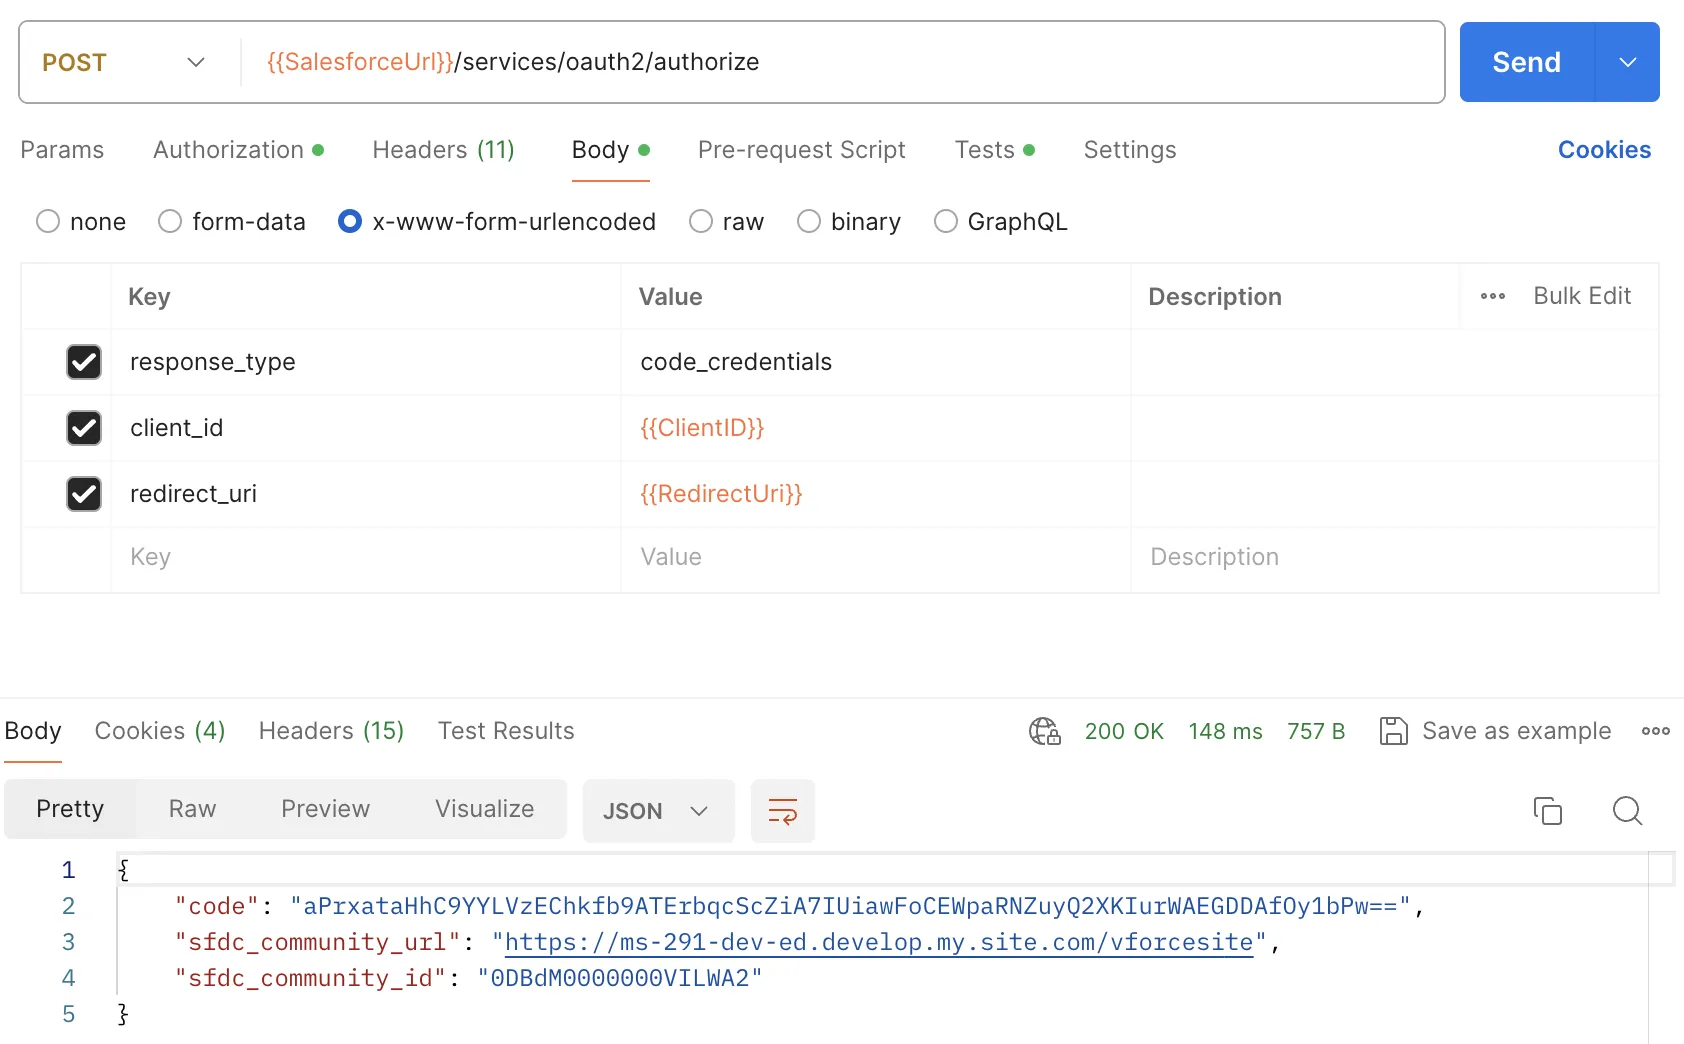 POST {{SalesforceUrl}}/services/oauth2/authorize Send
Params Authorization Headers (11) Body Pre-request Script Tests Settings Cookies
none form-data x-www-form-urlencoded raw binary GraphQL
Key Value Description Bulk Edit
response_type code_credentials
client_id {{ClientID}}
redirect_uri {{RedirectUri}}
Key Value Description
Body Cookies (4) Headers (15) Test Results 200 OK 148 ms 757 B Save as example
Pretty Raw Preview Visualize JSON
1 {
2 "code": "aPrxataHhC9YYLVzEChkfb9ATErbqcScZiA7IUiawFoCEWpaRNZuyQ2XKIurWAEGDDAfOy1bPw==",
3 "sfdc_community_url": "https://ms-291-dev-ed.develop.my.site.com/vforcesite",
4 "sfdc_community_id": "0DBdM0000000VILWA2"
5 }